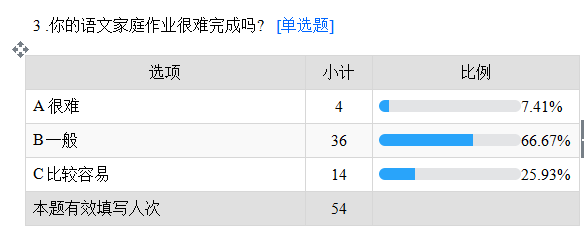 3 .你的语文家庭作业很难完成吗? [单选题]
选项 小计 比例
A 很难 4 7.41%
B一般 36 66.67%
C 比较容易 14 25.93%
本题有效填写人次 54